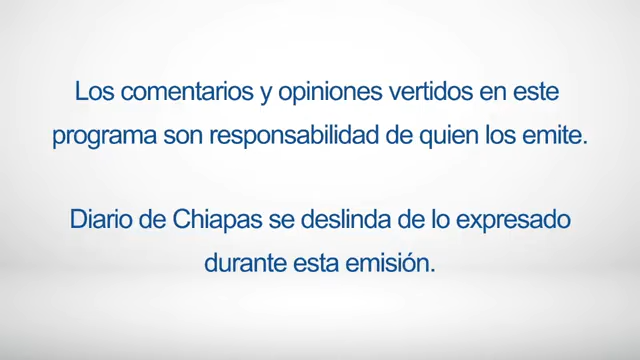 Los comentarios y opiniones vertidos en este
programa son responsabilidad de quien los emite.
Diario de Chiapas se deslinda de lo expresado
durante esta emisión.